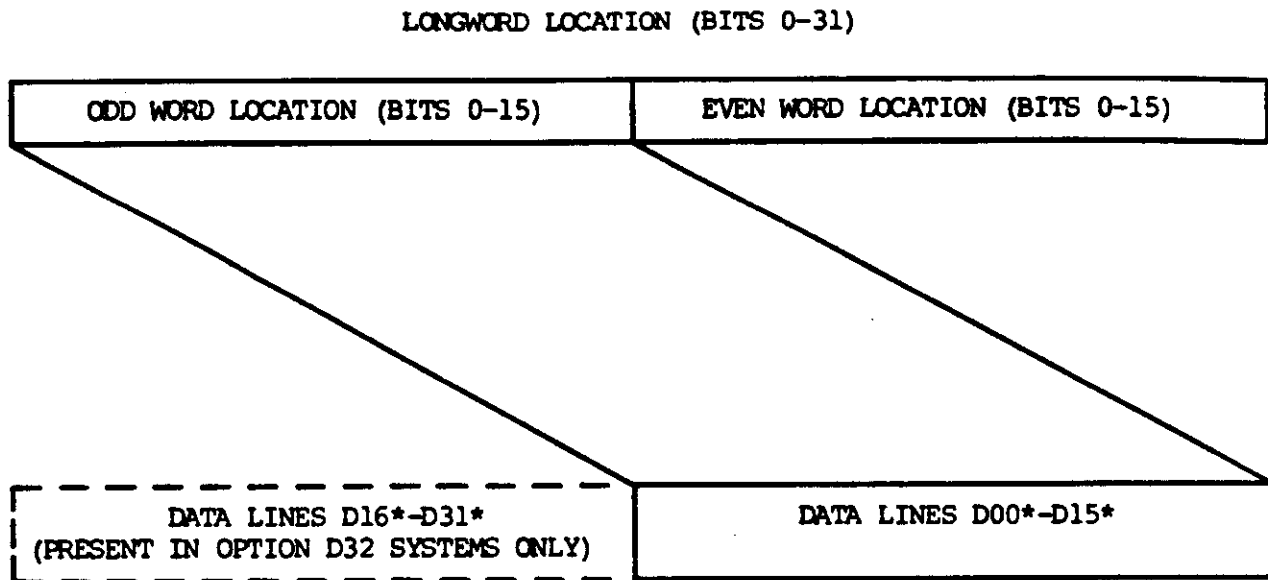 LONGWORD LOCATION (BITS 0-31)
ODD WORD LOCATION (BITS 0-15)
EVEN WORD LOCATION (BITS 0-15)
DATA LINES D16*-D31*
(PRESENT IN OPTION D32 SYSTEMS ONLY)
DATA LINES D00*-D15*